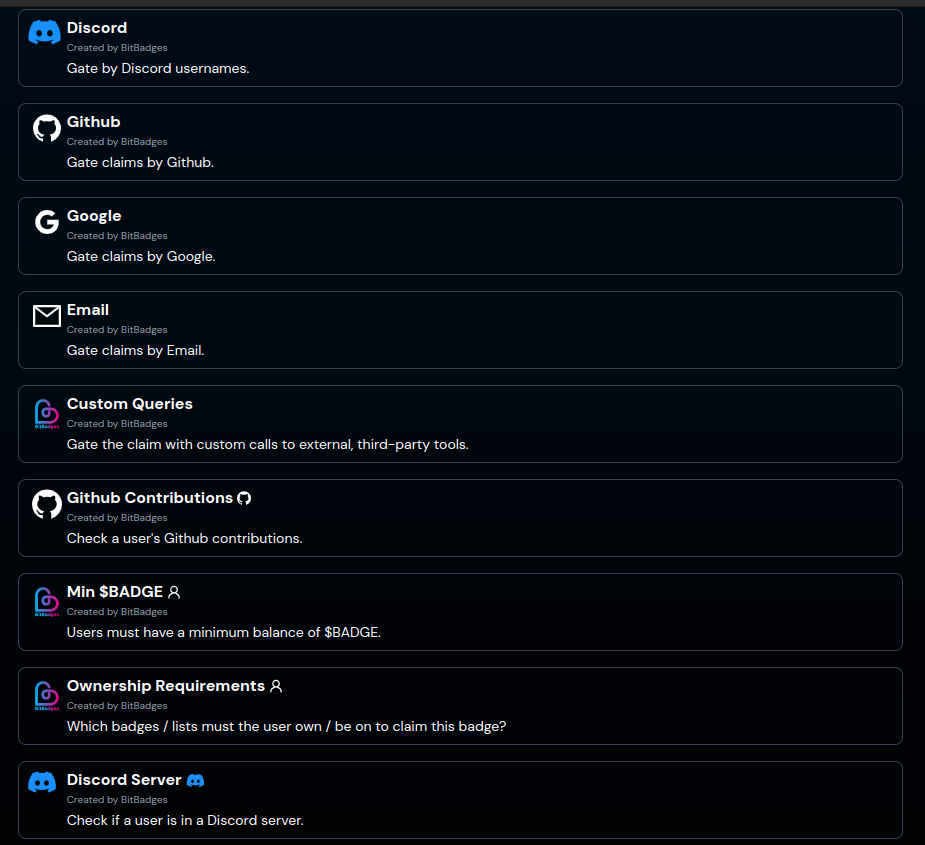 Discord
Created by BitBadges
Gate by Discord usernames.
Github
Created by BitBadges
Gate claims by Github.
Google
Created by BitBadges
Gate claims by Google.
Email
Created by BitBadges
Gate claims by Email.
Custom Queries
Created by BitBadges
Gate the claim with custom calls to external, third-party tools.
BitBadges
Github Contributions
Created by BitBadges
Check a user's Github contributions.
Min $BADGE
Created by BitBadges
Users must have a minimum balance of $BADGE.
BitBadges
Ownership Requirements
Created by BitBadges
Which badges / lists must the user own / be on to claim this badge?
BitBadges
Discord Server
Created by BitBadges
Check if a user is in a Discord server.